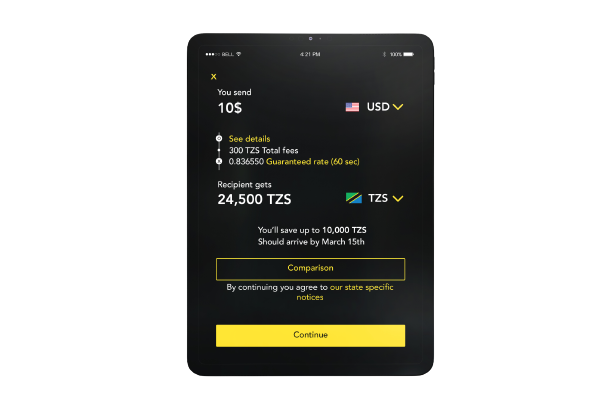 BELL
4:21 PM
100%
X
You send
10$
USD
See details
300 TZS Total fees
0.836550 Guaranteed rate (60 sec)
Recipient gets
24,500 TZS
TZS
You'll save up to 10,000 TZS
Should arrive by March 15th
Comparison
By continuing you agree to our state specific
notices
Continue